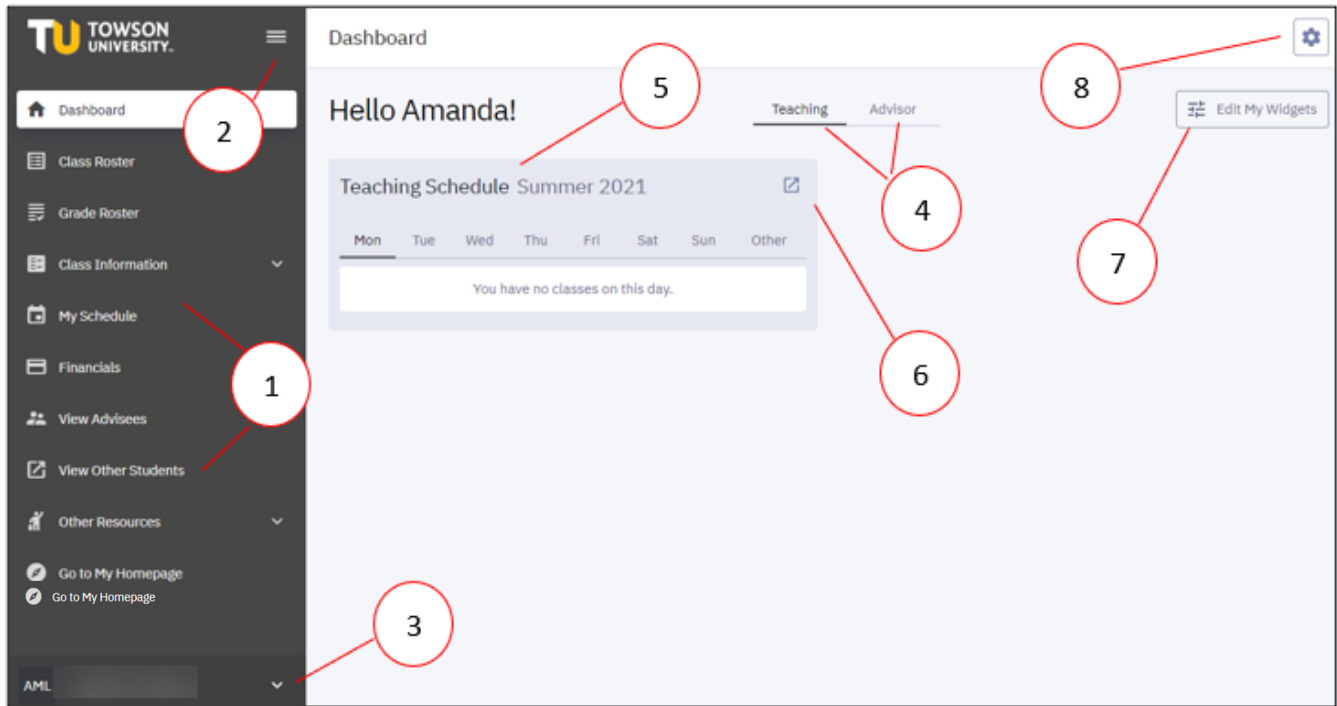 TU TOWSON
UNIVERSITY.
Dashboard
8
5
Hello Amanda!
Teaching Advisor
Edit My Widgets
Dashboard
2
Class Roster
Teaching Schedule Summer 2021
4
Grade Roster
Mon Tue Wed Thu Fri Sat Sun Other
7
Class Information
You have no classes on this day.
My Schedule
Financials
1
6
View Advisees
View Other Students
Other Resources
Go to My Homepage
Go to My Homepage
3
AML